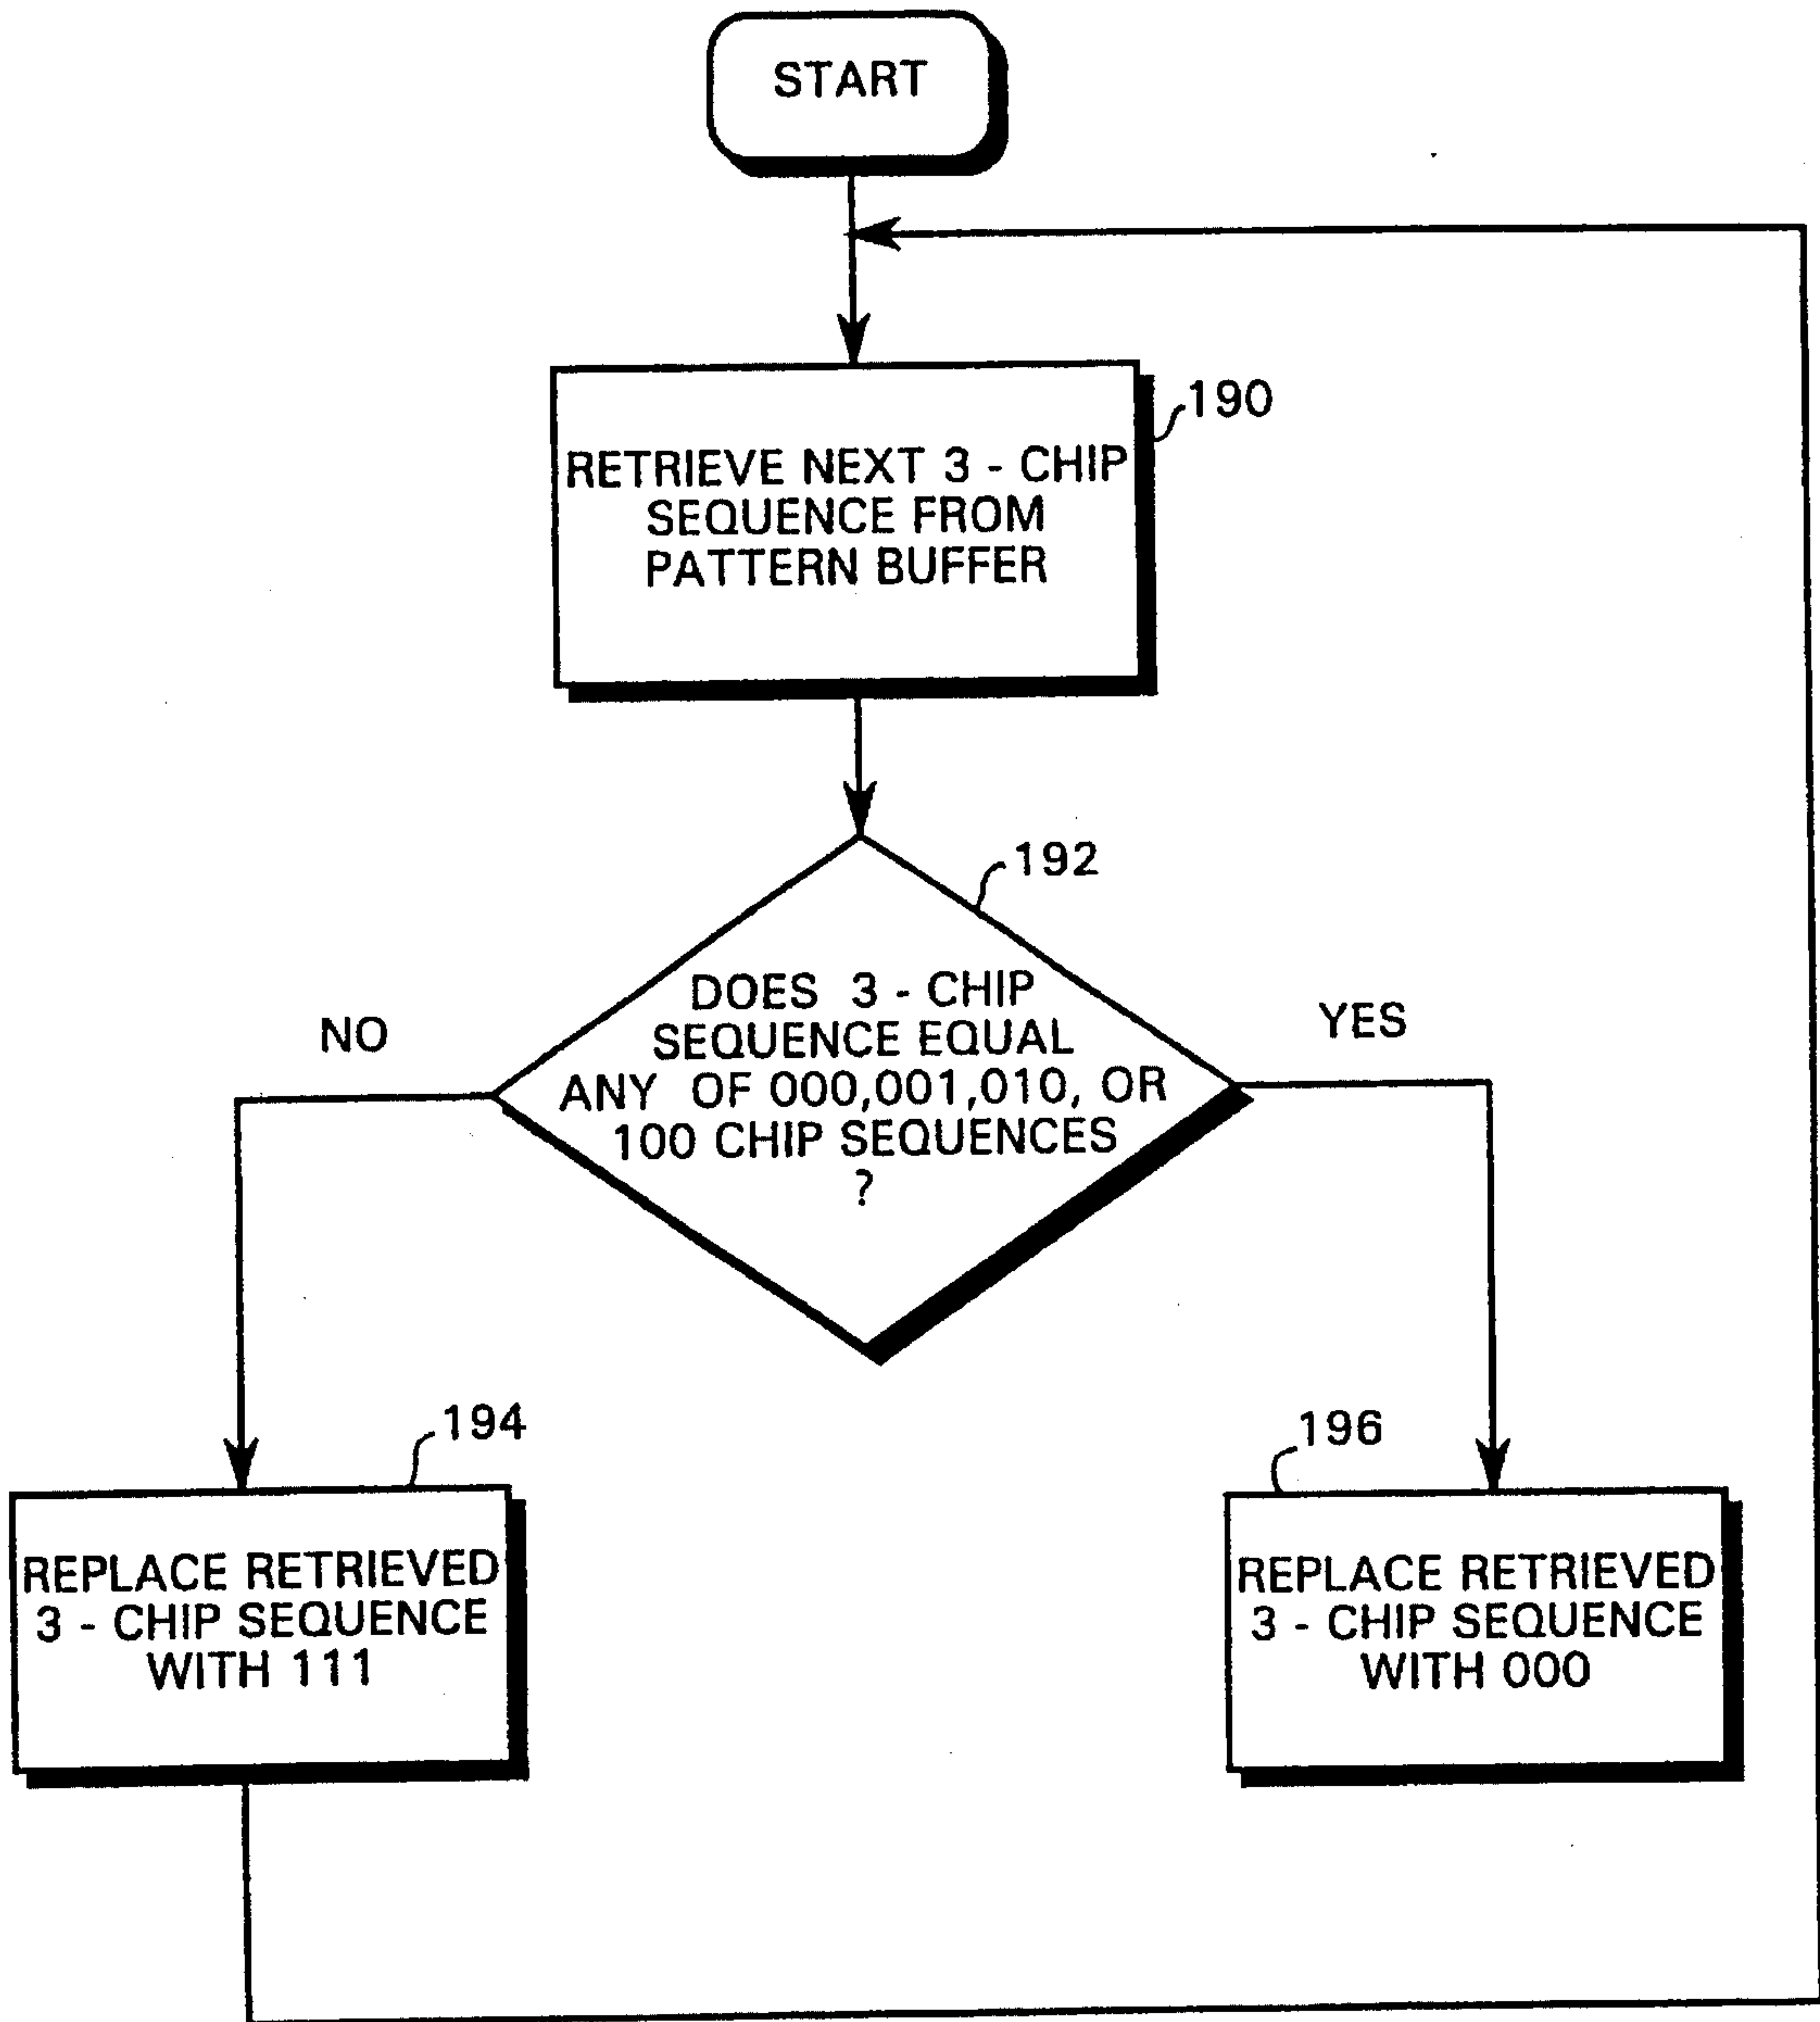 START
190
RETRIEVE NEXT 3 - CHIP
SEQUENCE FROM
PATTERN BUFFER
192
DOES 3 - CHIP
SEQUENCE EQUAL
ANY OF 000,001,010, OR
100 CHIP SEQUENCES
?
NO
YES
194
REPLACE RETRIEVED
3 - CHIP SEQUENCE
WITH 111
196
REPLACE RETRIEVED
3 - CHIP SEQUENCE
WITH 000